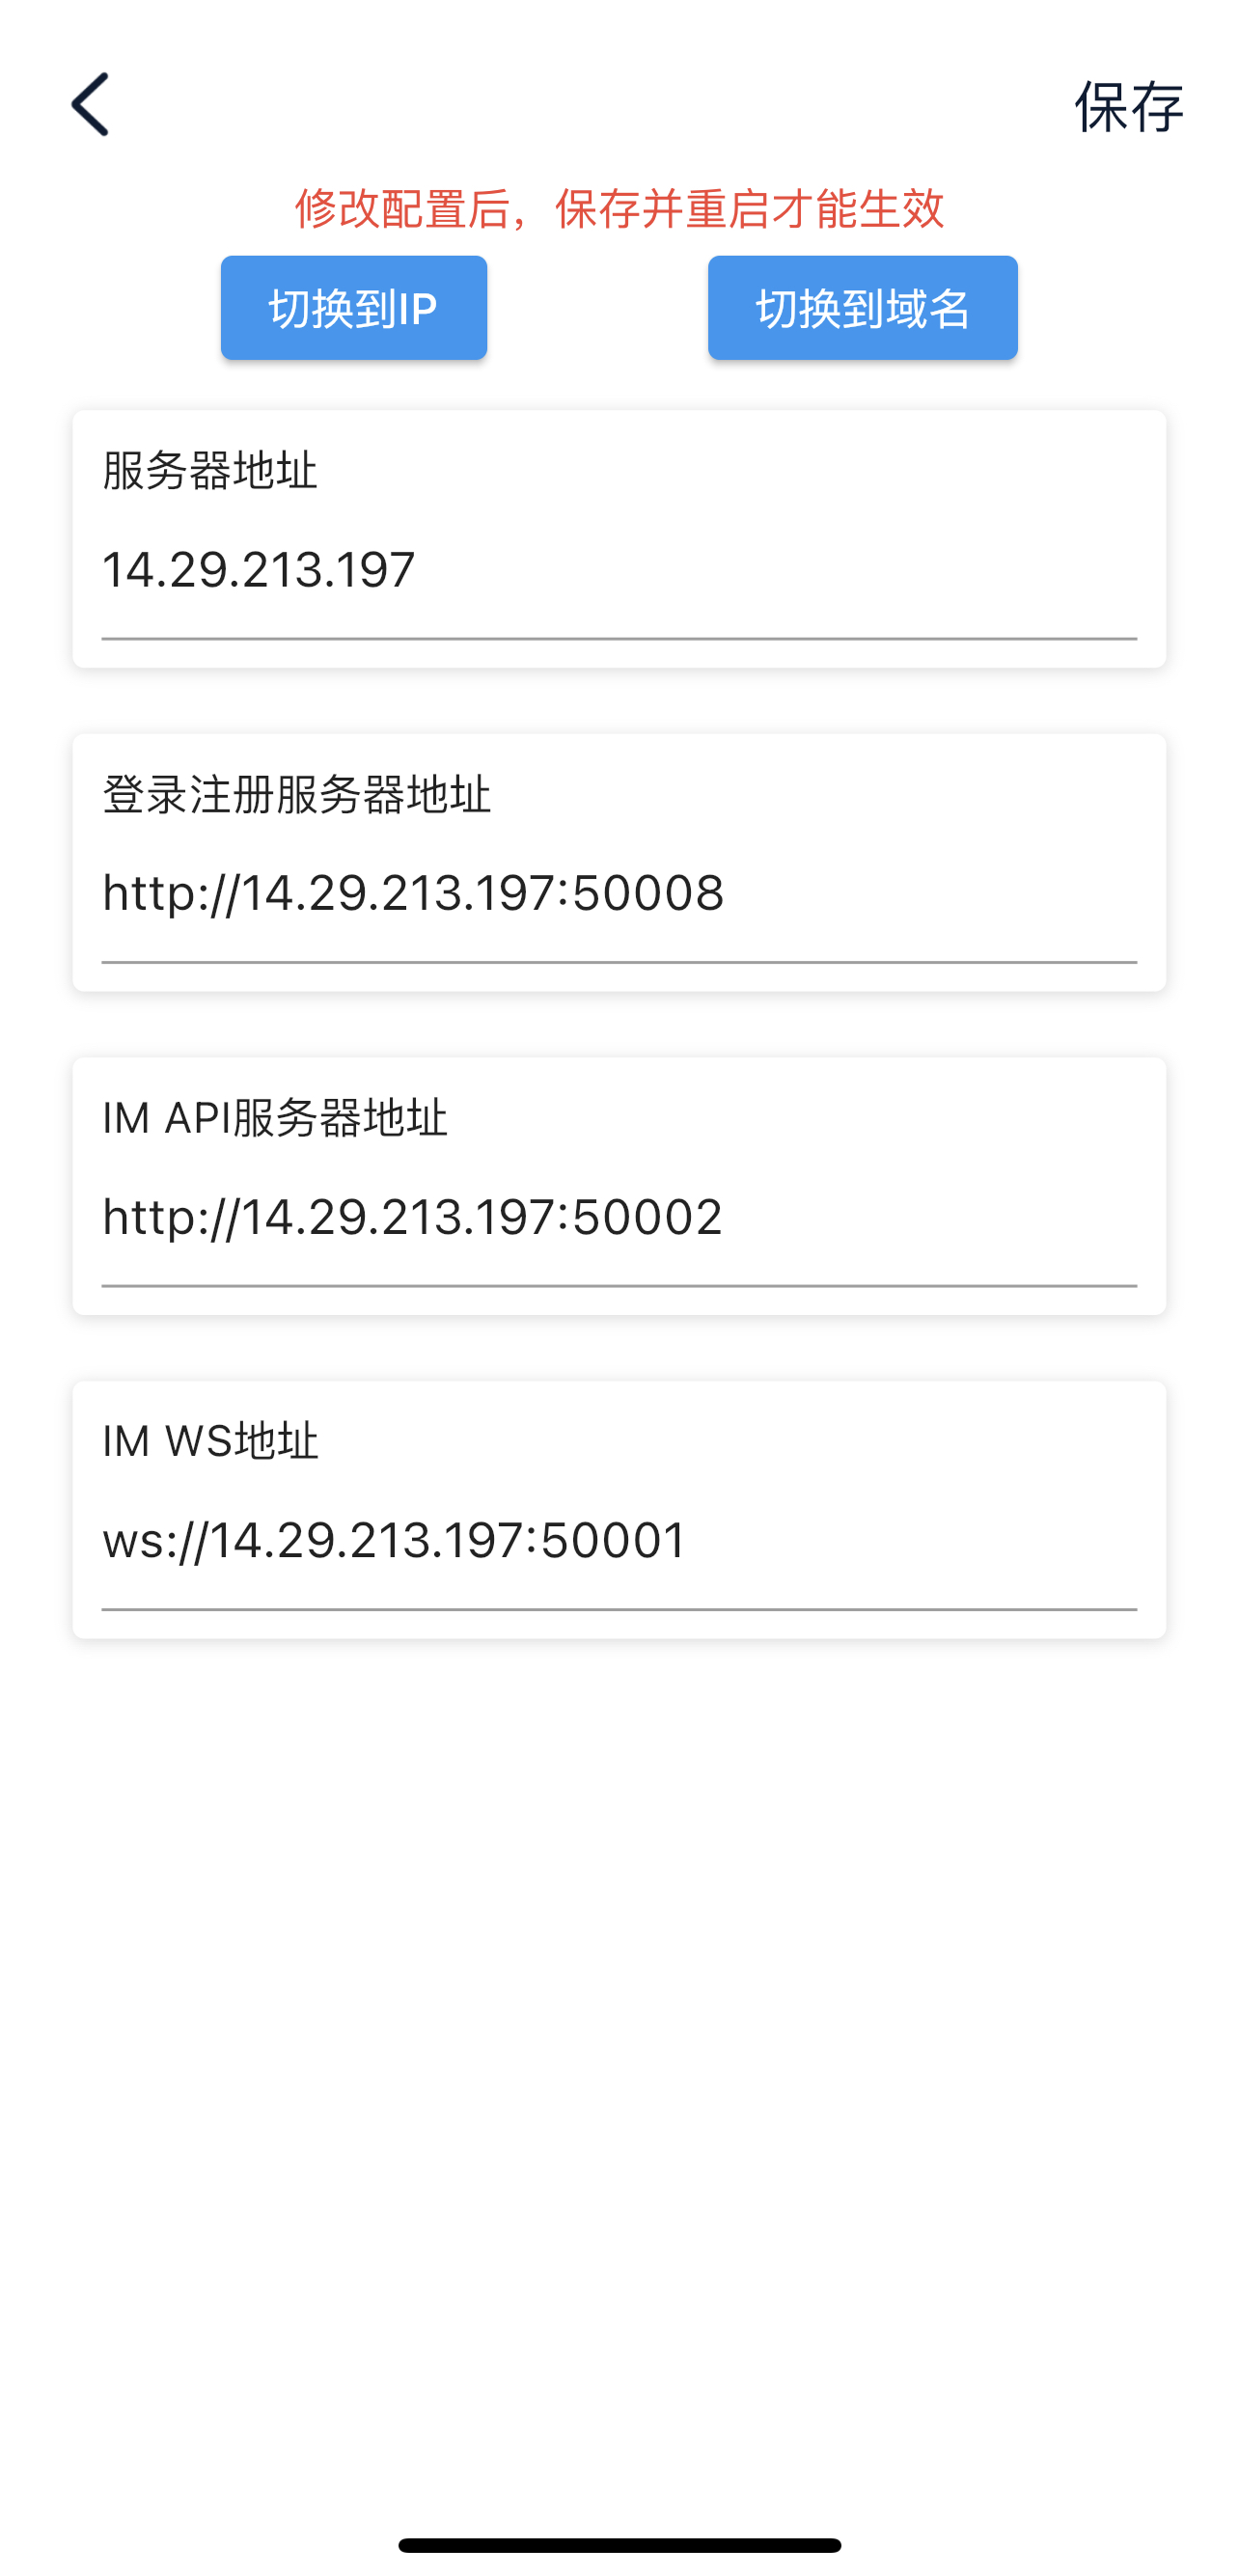 保存
修改配置后，保存并重启才能生效
切换到IP
切换到域名
服务器地址
14.29.213.197
登录注册服务器地址
http://14.29.213.197:50008
IM API服务器地址
http://14.29.213.197:50002
IM WS地址
ws://14.29.213.197:50001